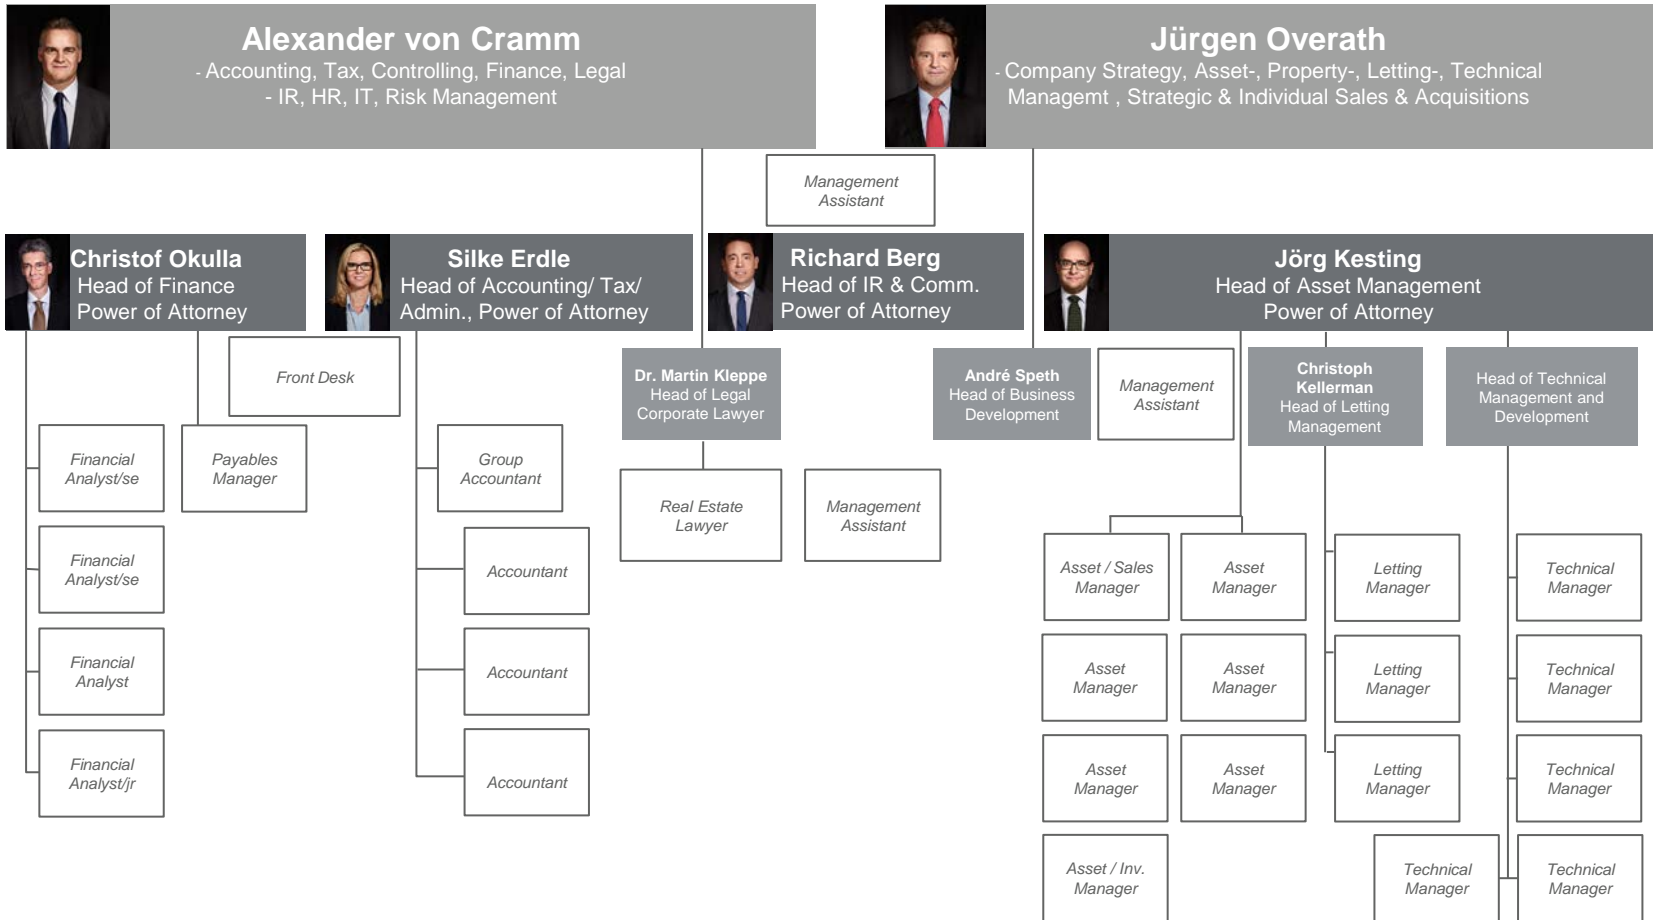 Alexander von Cramm
- Accounting, Tax, Controlling, Finance, Legal
- IR, HR, IT, Risk Management
Jürgen Overath
- Company Strategy, Asset-, Property-, Letting-, Technical
Managemt , Strategic & Individual Sales & Acquisitions
Management
Assistant
Christof Okulla
Head of Finance
Power of Attorney
Silke Erdle
Head of Accounting/ Tax/
Admin., Power of Attorney
Richard Berg
Head of IR & Comm.
Power of Attorney
Jörg Kesting
Head of Asset Management
Power of Attorney
Front Desk
Dr. Martin Kleppe
Head of Legal
Corporate Lawyer
André Speth
Head of Business
Development
Management
Assistant
Christoph
Kellerman
Head of Letting
Management
Head of Technical
Management and
Development
Financial
Analyst/se
Payables
Manager
Group
Accountant
Real Estate
Lawyer
Management
Assistant
Financial
Analyst/se
Accountant
Asset / Sales
Manager
Asset
Manager
Letting
Manager
Technical
Manager
Financial
Analyst
Accountant
Asset
Manager
Asset
Manager
Letting
Manager
Technical
Manager
Financial
Analyst/jr
Accountant
Asset
Manager
Asset
Manager
Letting
Manager
Technical
Manager
Asset / Inv.
Manager
Technical
Manager
Technical
Manager